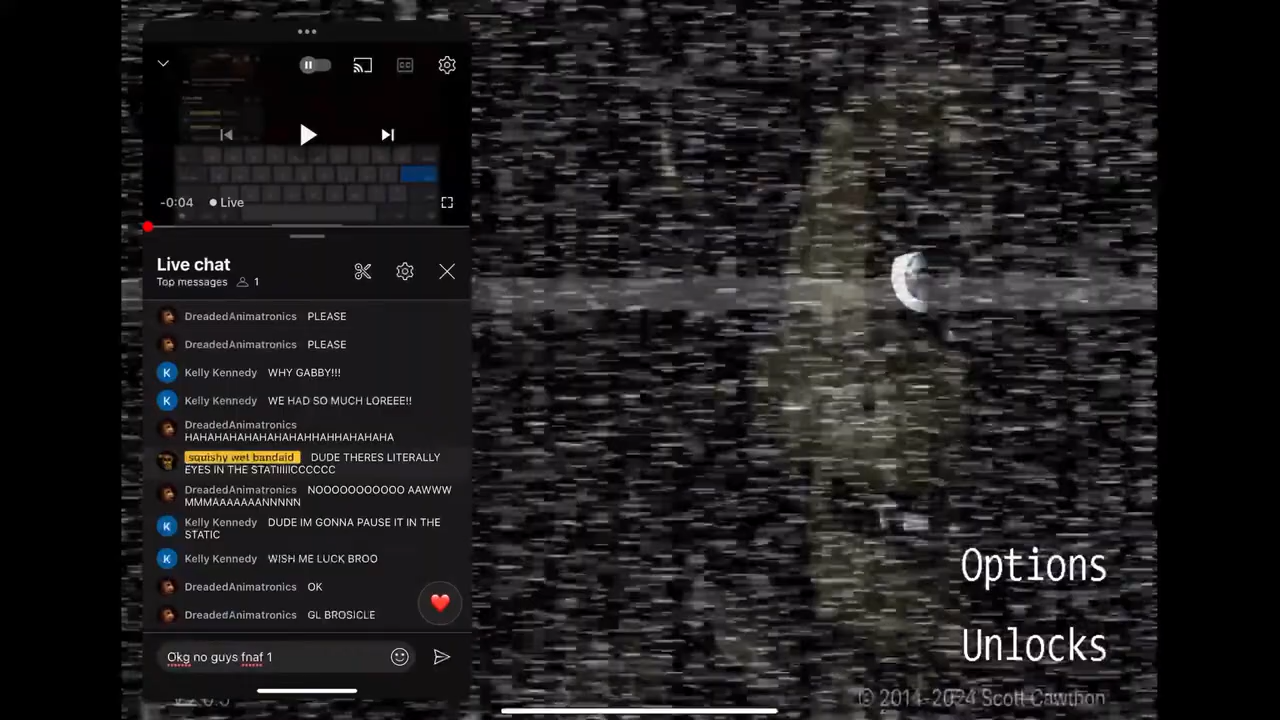 -0:04 Live
Live chat
Top messages 1
DreadedAnimatronics PLEASE
DreadedAnimatronics PLEASE
Kelly Kennedy WHY GABBY!!!
Kelly Kennedy WE HAD SO MUCH LOREEE!!
DreadedAnimatronics
HAHAHAHAHAHAHAHAHHAHHAHAHAHA
squishy wet bandaid DUDE THERES LITERALLY
EYES IN THE STATIIIIICCCCCC
DreadedAnimatronics NOOOOOOOOOOO AAWWW
MMMAAAAAAANNNNN
Kelly Kennedy DUDE IM GONNA PAUSE IT IN THE
STATIC
Kelly Kennedy WISH ME LUCK BROO
DreadedAnimatronics OK
DreadedAnimatronics GL BROSICLE
Okg no guys fnaf 1
Options
Unlocks
© 2011-2024 Scott Cawthon